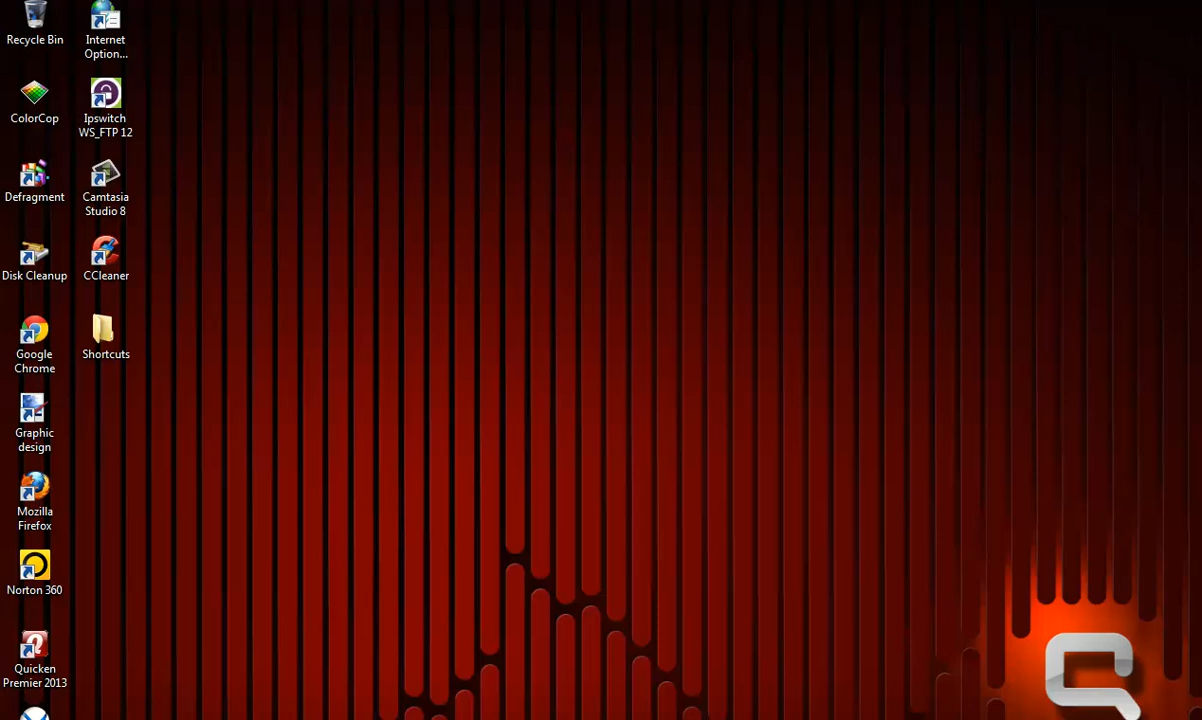 Recycle Bin
Internet
Option...
ColorCop
Ipswitch
WS_FTP 12
Defragment
Camtasia
Studio 8
Disk Cleanup
CCleaner
Google
Chrome
Shortcuts
Graphic
design
Mozilla
Firefox
Norton 360
Quicken
Premier 2013